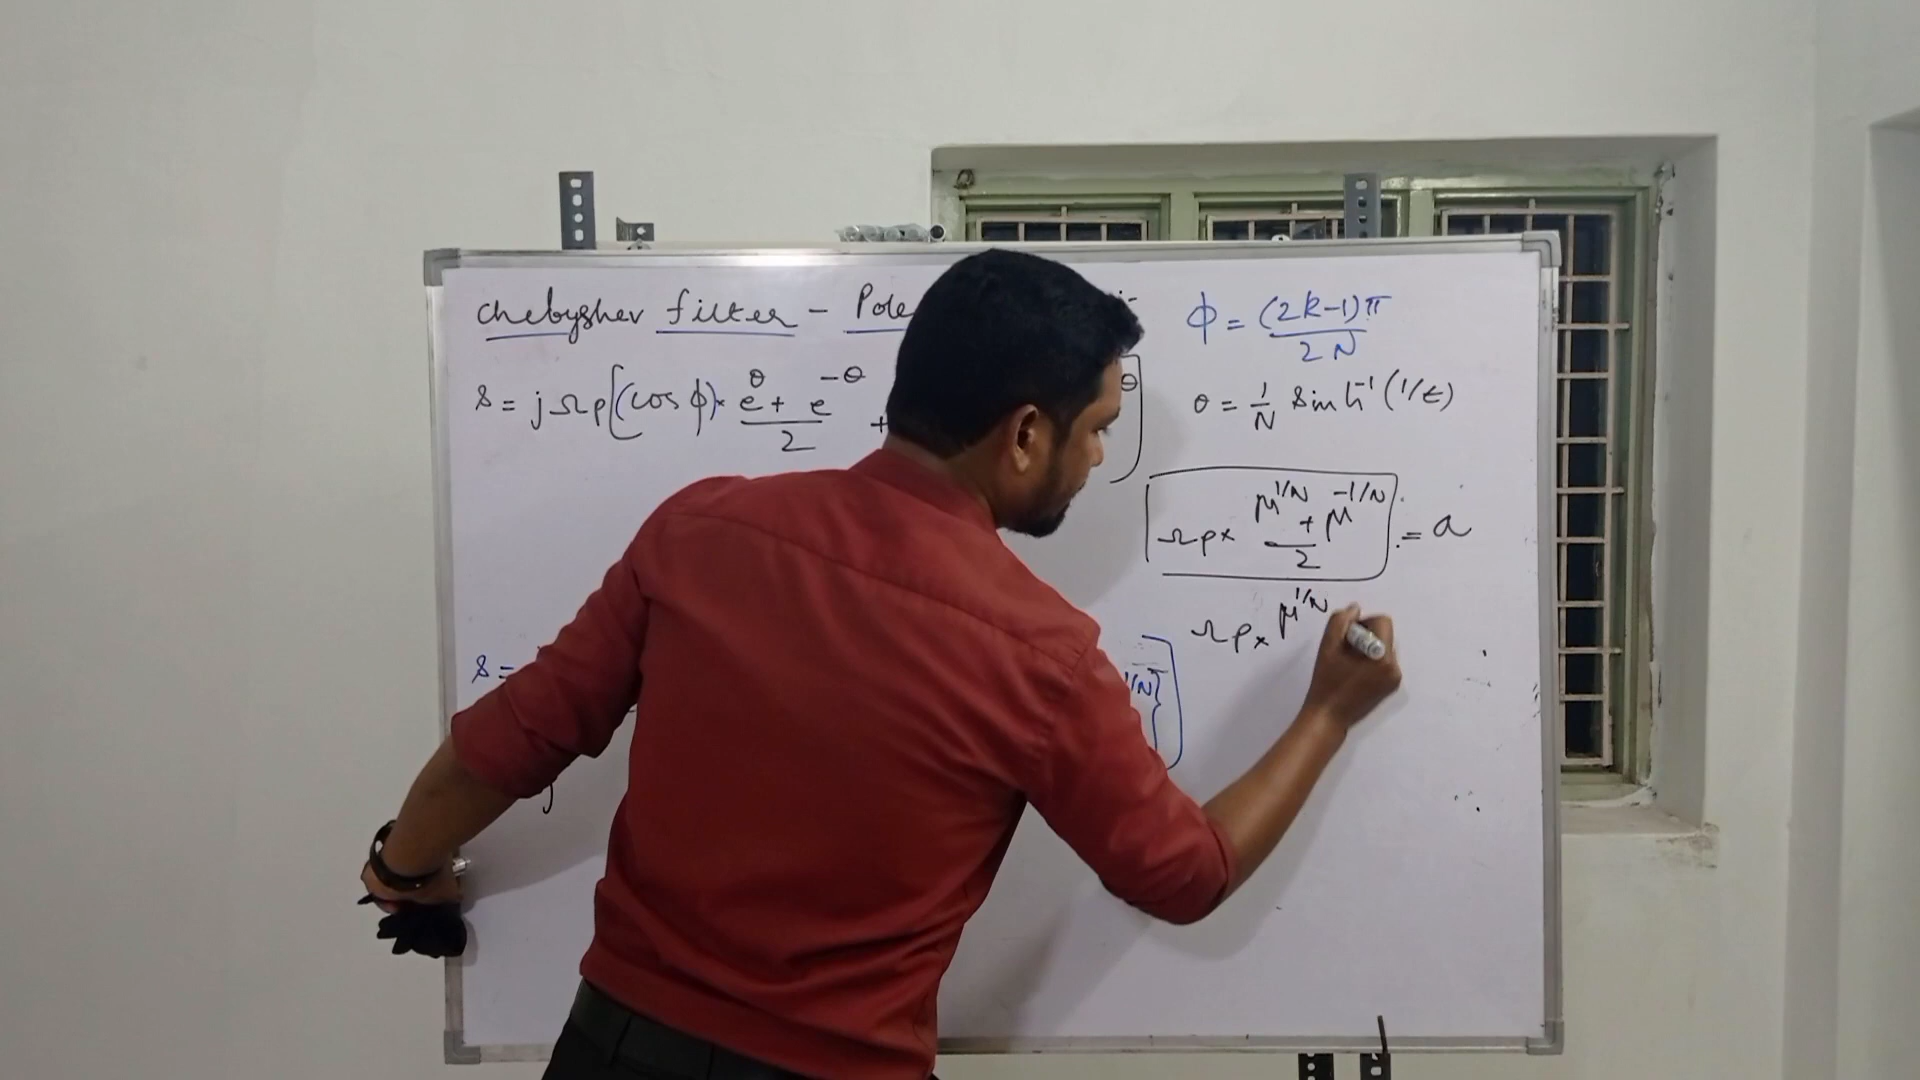 Chebyshev filter - Pole
s = jΩp[(cos φ)× (e^θ + e^-θ)/2 +
θ]
s =
1/N}]
j
φ = (2k-1)π / 2N
θ = 1/N sinh^-1 (1/ε)
Ωp× (μ^1/N + μ^-1/N)/2 = a
Ωp× μ^1/N